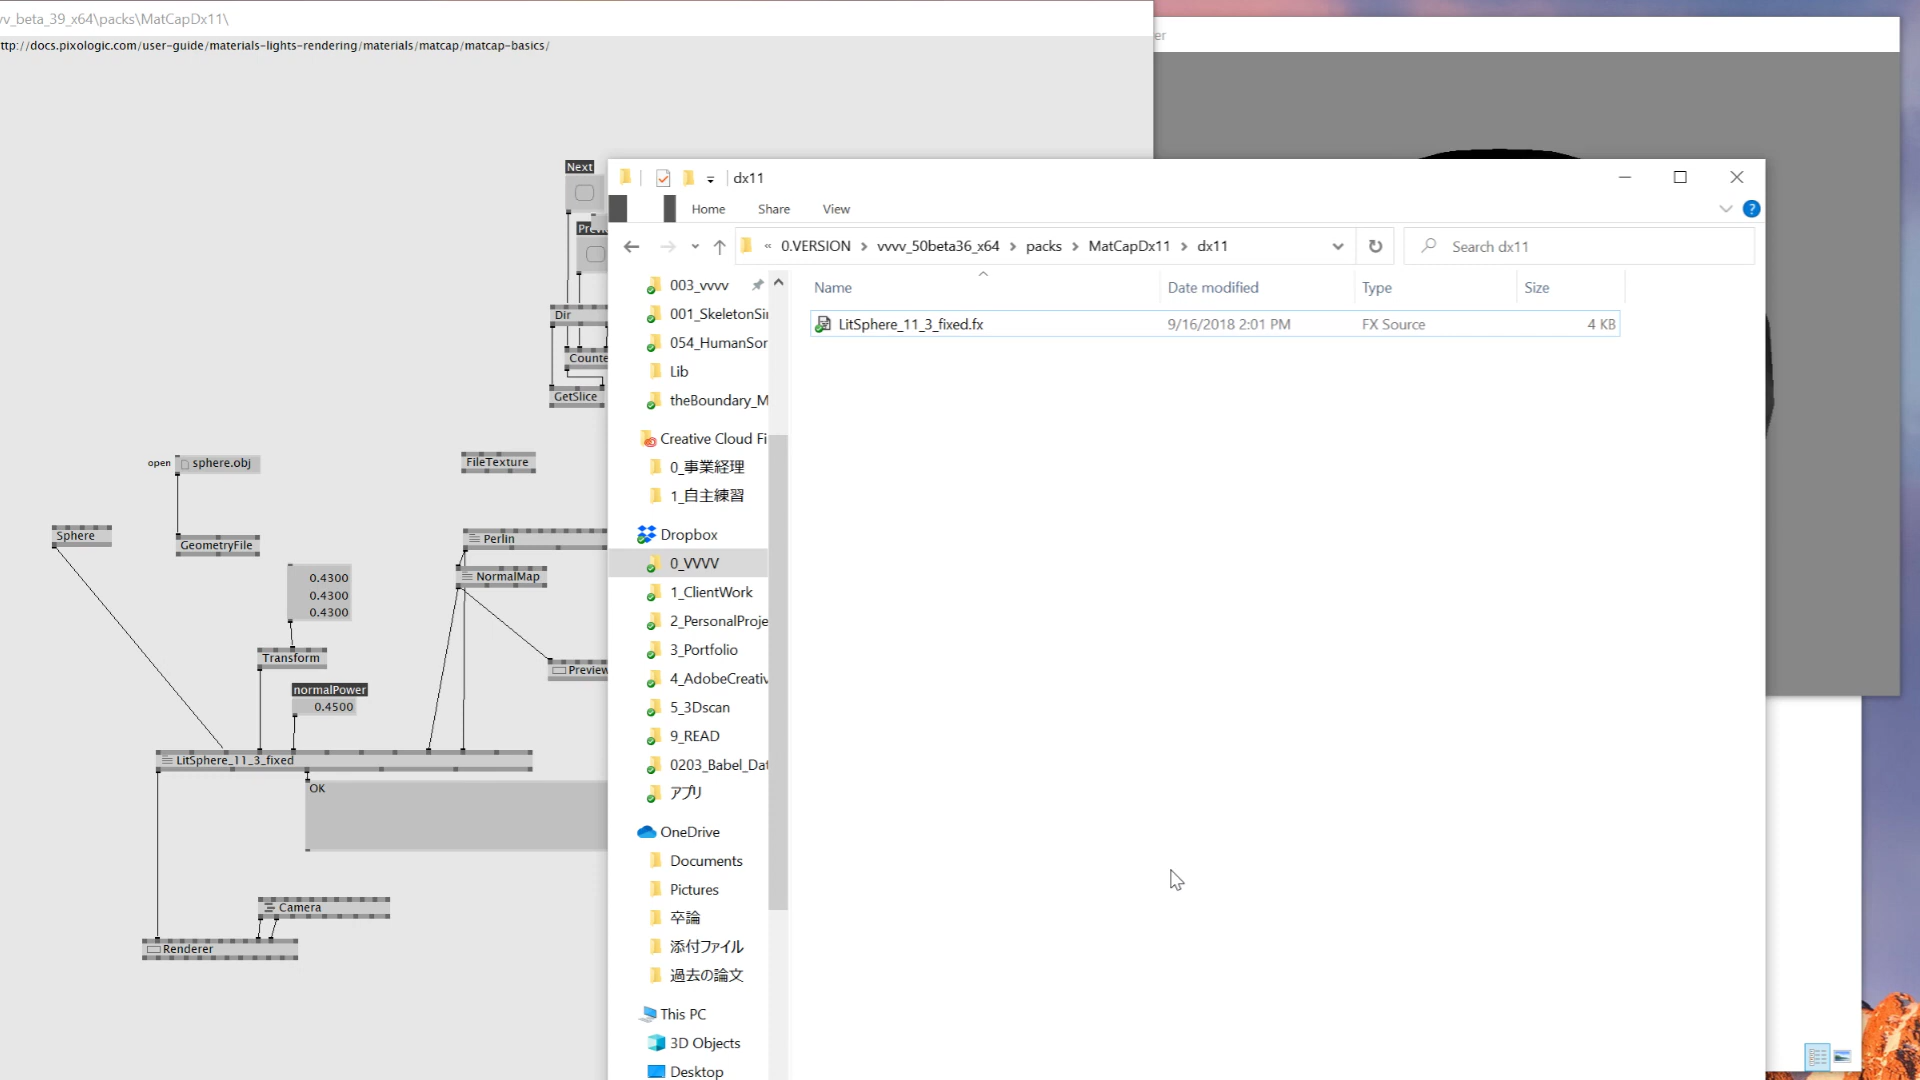 vv_beta_39_x64\packs\MatCapDx11\
ttp://docs.pixologic.com/user-guide/materials-lights-rendering/materials/matcap/matcap-basics/
er
Next
Dir
Counte
GetSlice
open
sphere.obj
FileTexture
Sphere
GeometryFile
Perlin
NormalMap
0.4300
0.4300
0.4300
Transform
Preview
normalPower
0.4500
LitSphere_11_3_fixed
OK
Camera
Renderer
dx11
Home
Share
View
?
«
0.VERSION
vvvv_50beta36_x64
packs
MatCapDx11
dx11
Search dx11
Name
Date modified
Type
Size
LitSphere_11_3_fixed.fx
9/16/2018 2:01 PM
FX Source
4 KB
003_vvvv
001_SkeletonSi
054_HumanSor
Lib
theBoundary_M
Creative Cloud Fi
0_事業経理
1_自主練習
Dropbox
0_VVVV
1_ClientWork
2_PersonalProje
3_Portfolio
4_AdobeCreativ
5_3Dscan
9_READ
0203_Babel_Dat
アプリ
OneDrive
Documents
Pictures
卒論
添付ファイル
過去の論文
This PC
3D Objects
Desktop